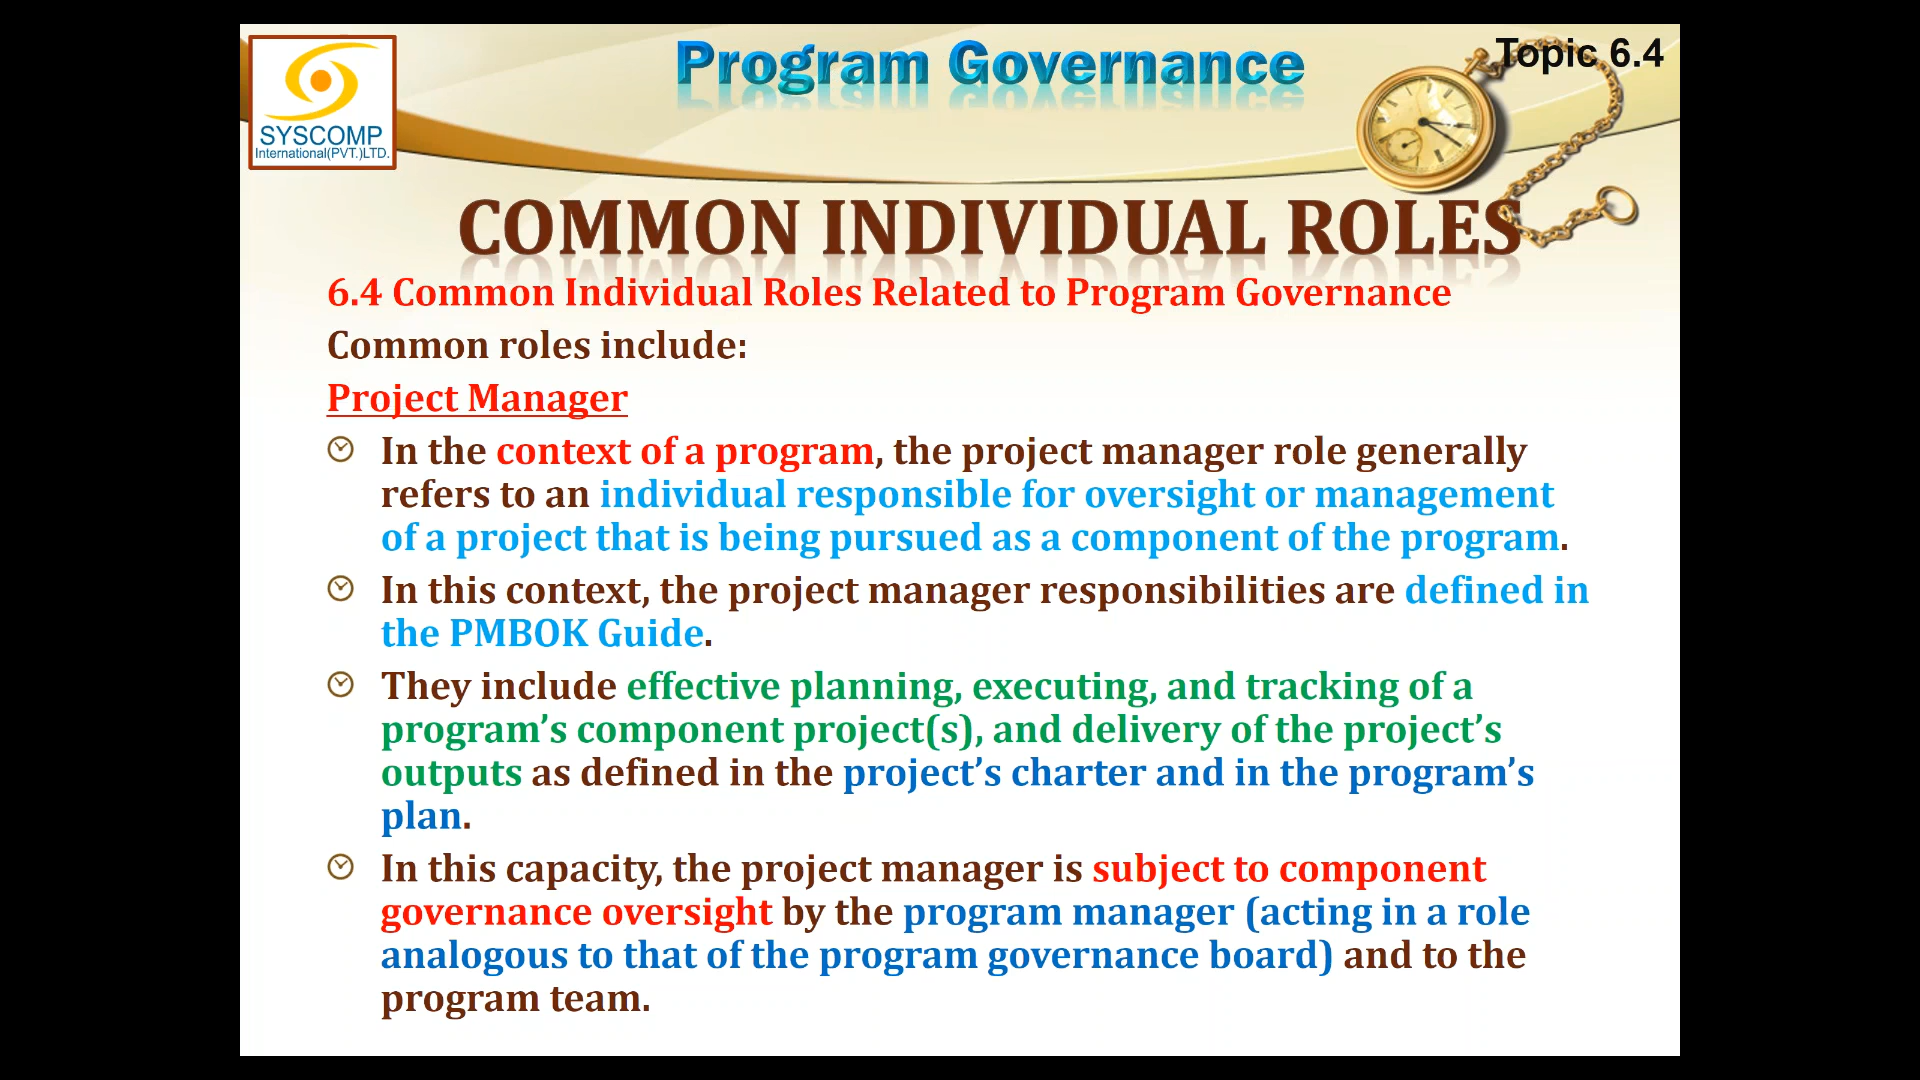 Program Governance
Topic 6.4
SYSCOMP
International(PVT.)LTD.
COMMON INDIVIDUAL ROLES
6.4 Common Individual Roles Related to Program Governance
Common roles include:
Project Manager
In the context of a program, the project manager role generally
refers to an individual responsible for oversight or management
of a project that is being pursued as a component of the program.
In this context, the project manager responsibilities are defined in
the PMBOK Guide.
They include effective planning, executing, and tracking of a
program’s component project(s), and delivery of the project’s
outputs as defined in the project’s charter and in the program’s
plan.
In this capacity, the project manager is subject to component
governance oversight by the program manager (acting in a role
analogous to that of the program governance board) and to the
program team.